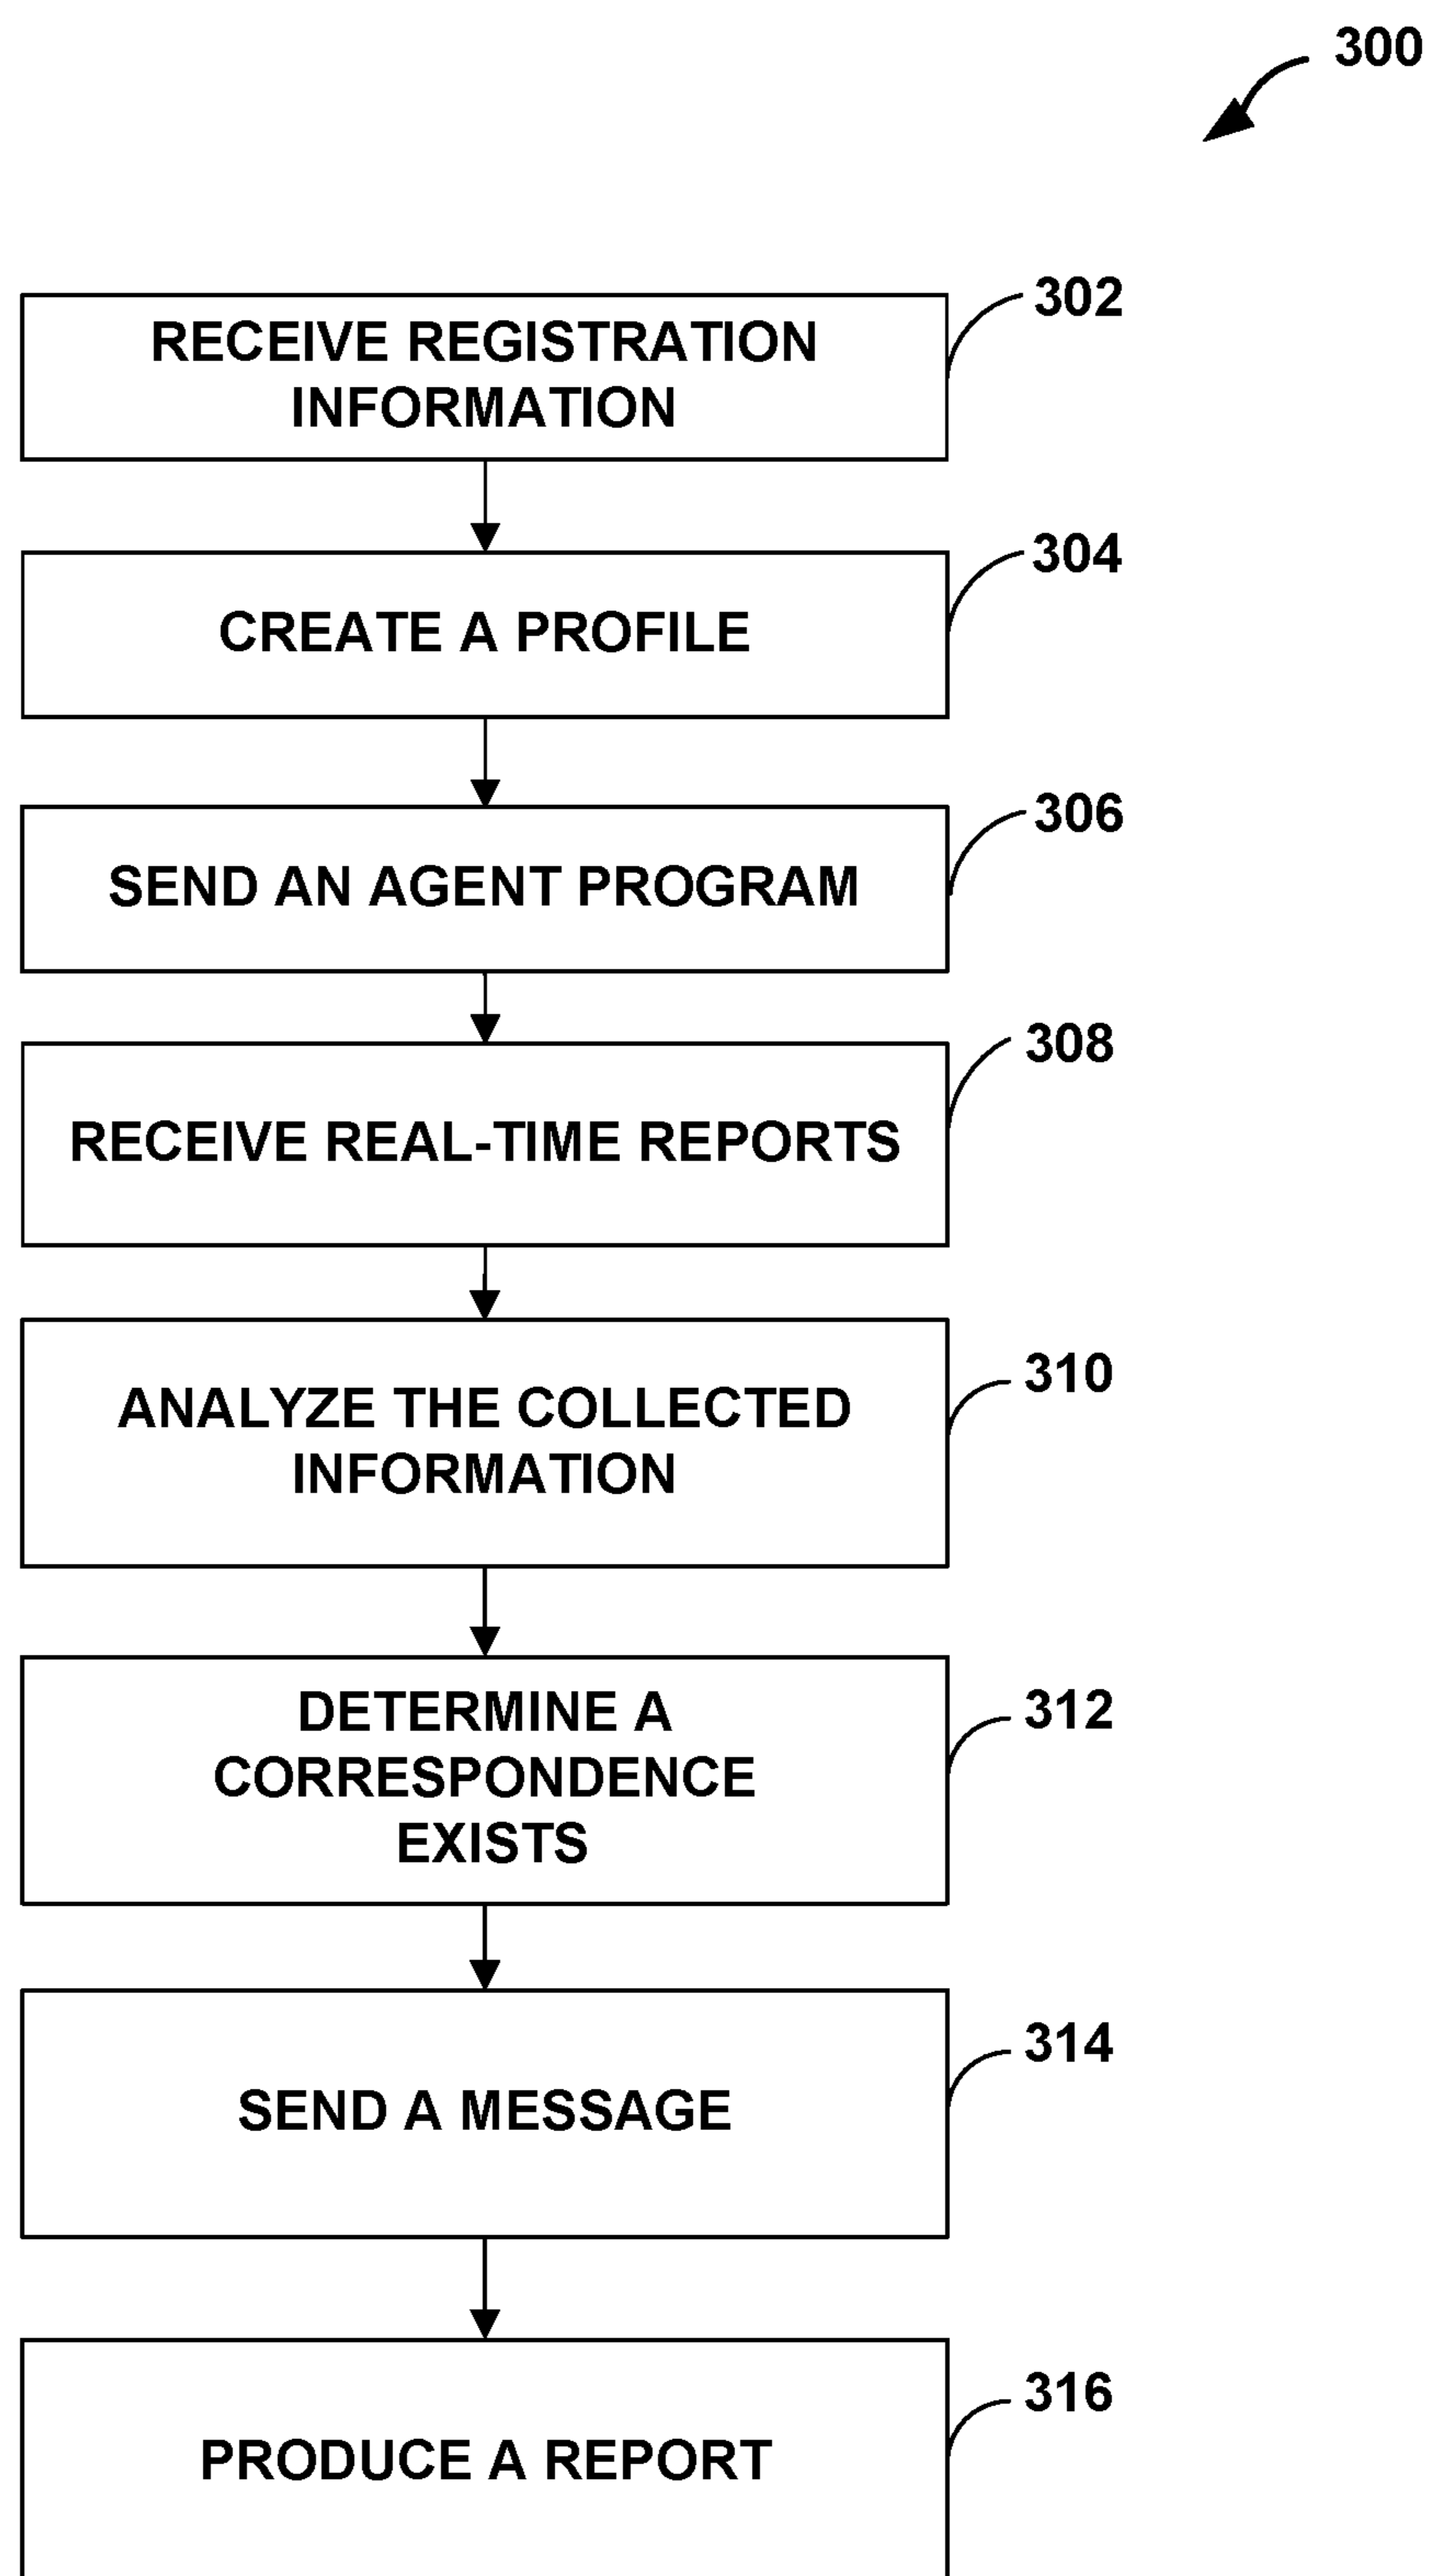 300
302
RECEIVE REGISTRATION
INFORMATION
304
CREATE A PROFILE
306
SEND AN AGENT PROGRAM
308
RECEIVE REAL-TIME REPORTS
310
ANALYZE THE COLLECTED
INFORMATION
312
DETERMINE A
CORRESPONDENCE
EXISTS
314
SEND A MESSAGE
316
PRODUCE A REPORT